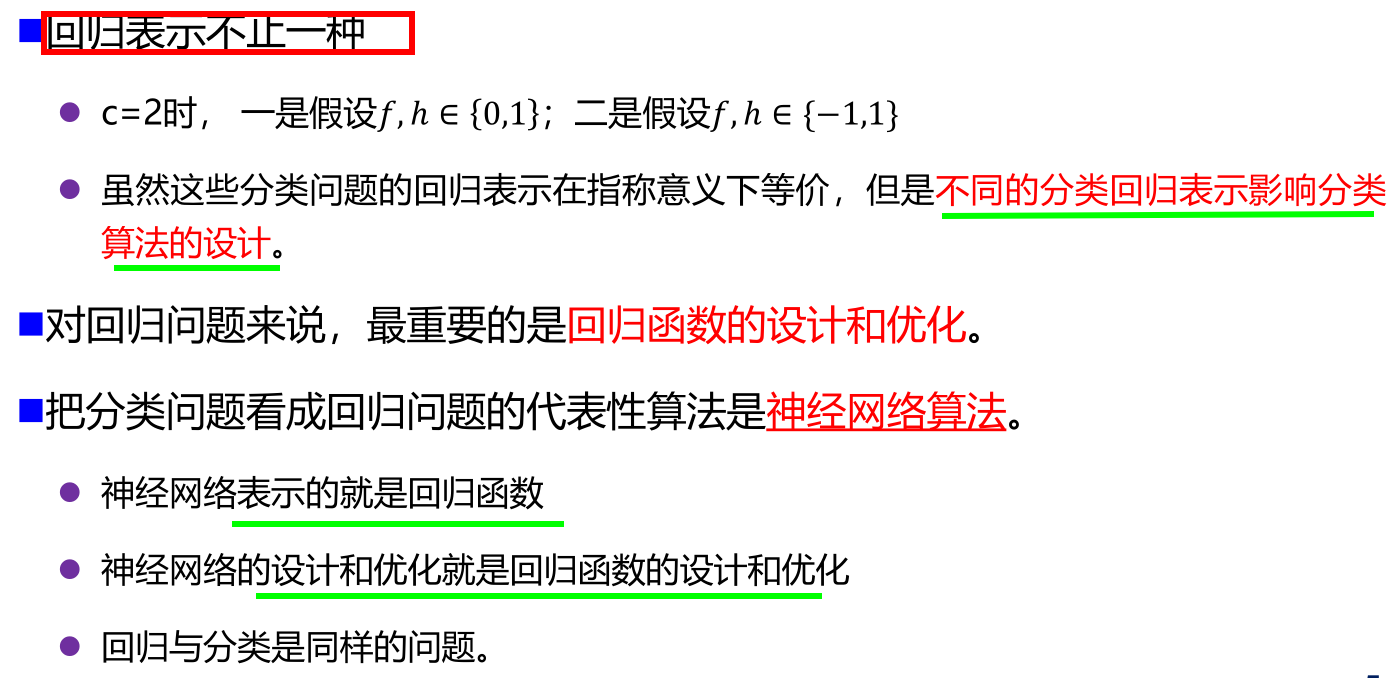 回归表示不止一种
c=2时， 一是假设f, h ∈ {0,1}；二是假设f, h ∈ {−1,1}
虽然这些分类问题的回归表示在指称意义下等价，但是不同的分类回归表示影响分类
算法的设计。
对回归问题来说，最重要的是回归函数的设计和优化。
把分类问题看成回归问题的代表性算法是神经网络算法。
神经网络表示的就是回归函数
神经网络的设计和优化就是回归函数的设计和优化
回归与分类是同样的问题。